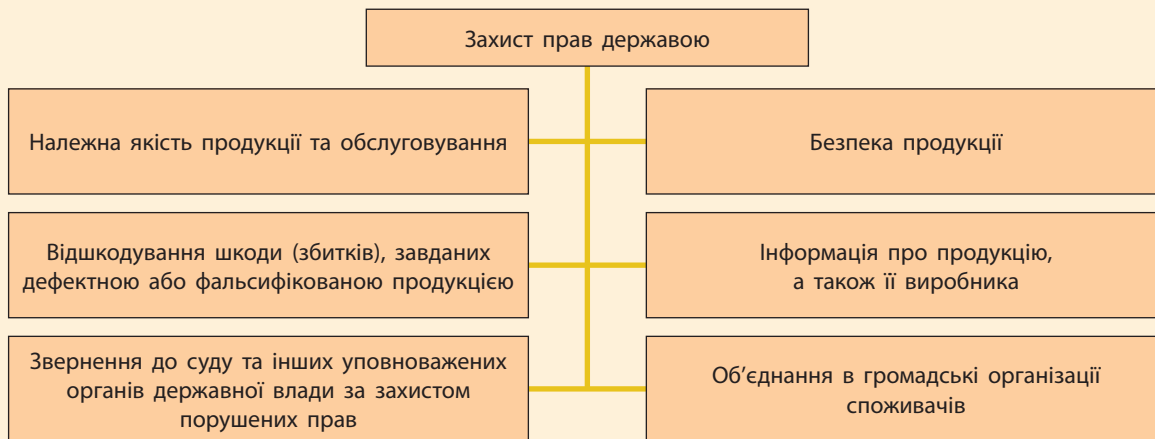 Захист прав державою
Належна якість продукції та обслуговування
Безпека продукції
Відшкодування шкоди (збитків), завданих
дефектною або фальсифікованою продукцією
Інформація про продукцію,
а також її виробника
Звернення до суду та інших уповноважених
органів державної влади за захистом
порушених прав
Об’єднання в громадські організації
споживачів